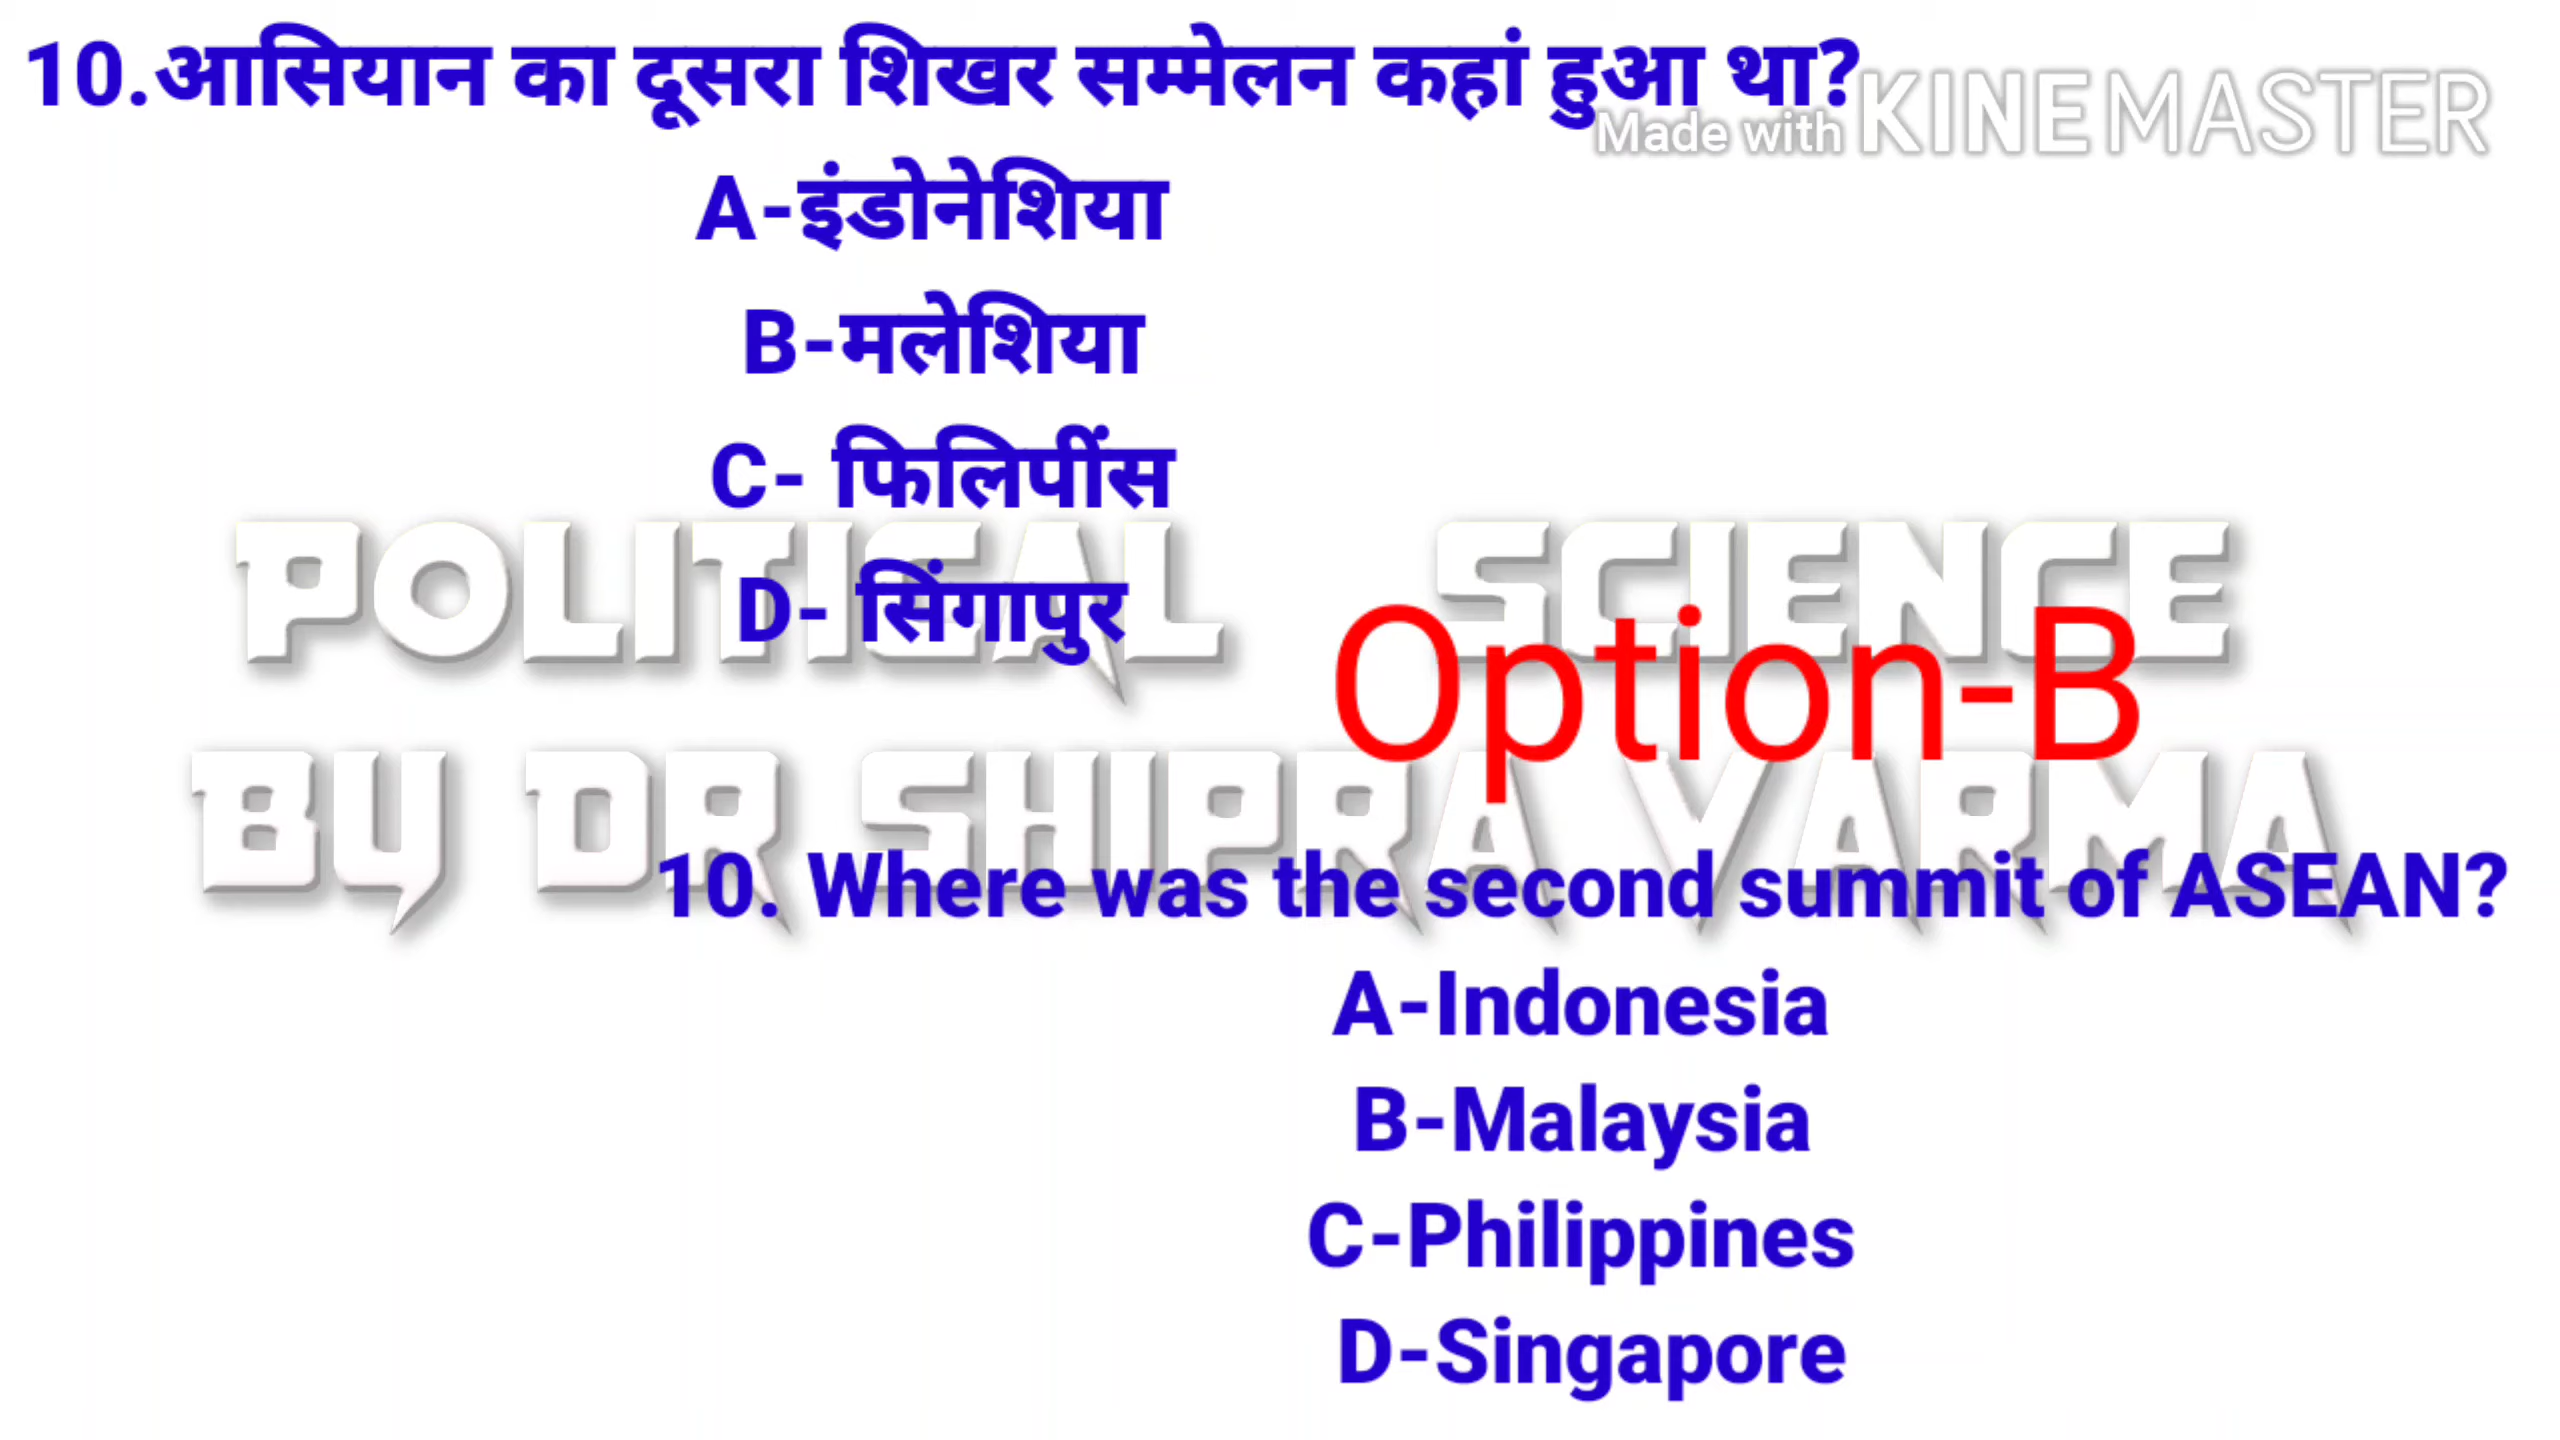 10.आसियान का दूसरा शिखर सम्मेलन कहां हुआ था?
Made with KINEMASTER
A-इंडोनेशिया
B-मलेशिया
C- फिलिपींस
D- सिंगापुर
POLITICAL SCIENCE
Option-B
BY DR SHIPRA VARMA
10. Where was the second summit of ASEAN?
A-Indonesia
B-Malaysia
C-Philippines
D-Singapore